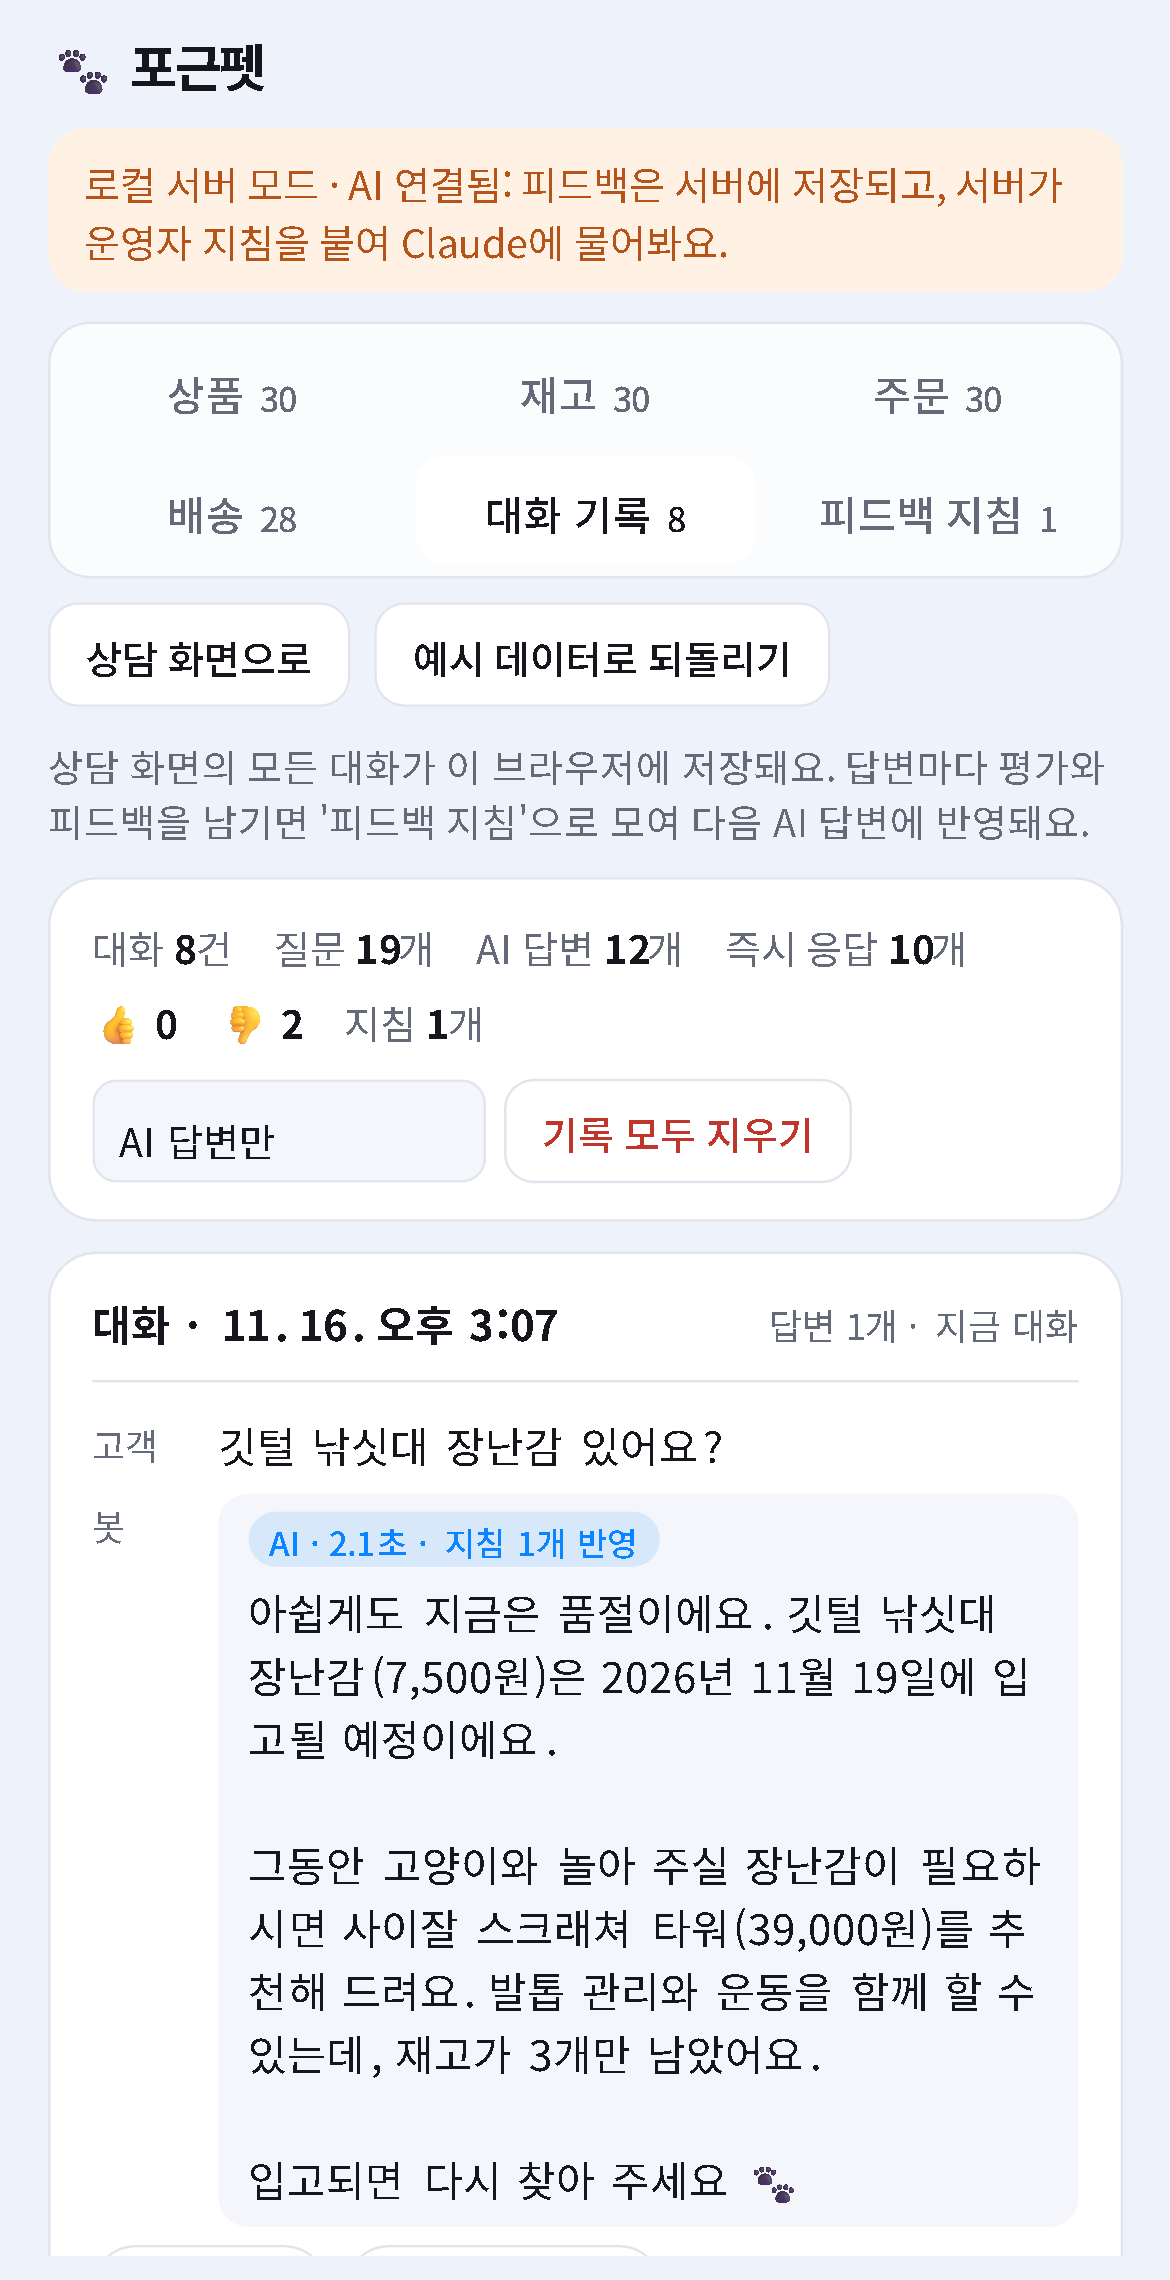 🐾 포근펫
로컬 서버 모드 · AI 연결됨: 피드백은 서버에 저장되고, 서버가
운영자 지침을 붙여 Claude에 물어봐요.
상품 30 재고 30 주문 30
배송 28 대화 기록 8 피드백 지침 1
상담 화면으로 예시 데이터로 되돌리기
상담 화면의 모든 대화가 이 브라우저에 저장돼요. 답변마다 평가와
피드백을 남기면 '피드백 지침'으로 모여 다음 AI 답변에 반영돼요.
대화 8건 질문 19개 AI 답변 12개 즉시 응답 10개
👍 0 👎 2 지침 1개
AI 답변만 기록 모두 지우기
대화 · 11. 16. 오후 3:07 답변 1개 · 지금 대화
고객 깃털 낚싯대 장난감 있어요?
봇 AI · 2.1초 · 지침 1개 반영
아쉽게도 지금은 품절이에요. 깃털 낚싯대
장난감(7,500원)은 2026년 11월 19일에 입
고될 예정이에요.
그동안 고양이와 놀아 주실 장난감이 필요하
시면 사이잘 스크래쳐 타워(39,000원)를 추
천해 드려요. 발톱 관리와 운동을 함께 할 수
있는데, 재고가 3개만 남았어요.
입고되면 다시 찾아 주세요 🐾